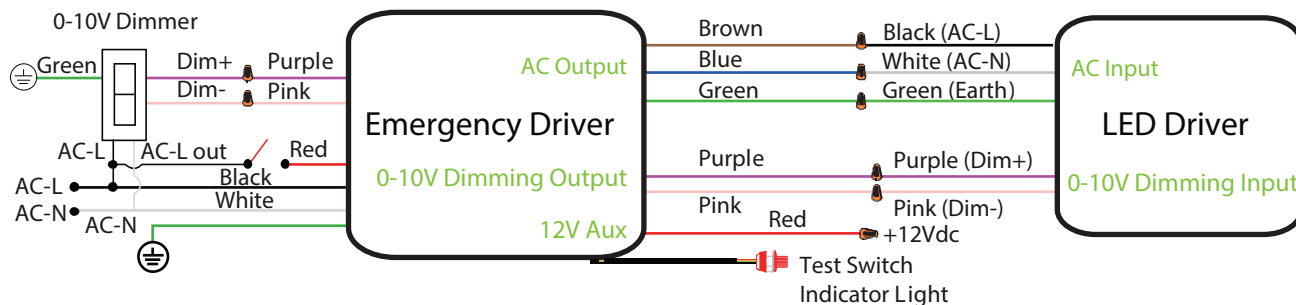 0-10V Dimmer
Green
Dim+
Purple
Dim-
Pink
AC-L
AC-L out
Red
AC-L
Black
White
AC-N
AC-N
Emergency Driver
AC Output
0-10V Dimming Output
12V Aux
Brown
Black (AC-L)
Blue
White (AC-N)
Green
Green (Earth)
Purple
Purple (Dim+)
Pink
Pink (Dim-)
Red
+12Vdc
Test Switch
Indicator Light
AC Input
LED Driver
0-10V Dimming Input